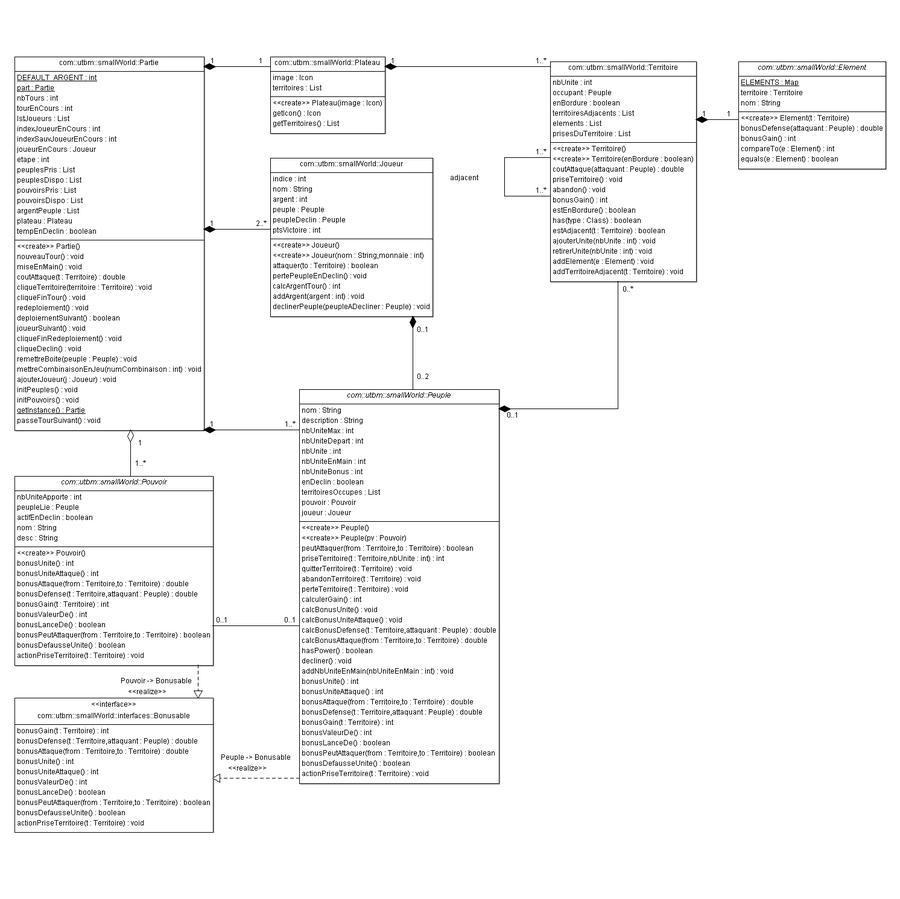 com::utbm::smallWorld::Partie
DEFAULT_ARGENT : int
part : Partie
nbTours : int
tourEnCours : int
lstJoueurs : List
indexJoueurEnCours : int
indexSauvJoueurEnCours : int
joueurEnCours : Joueur
etape : int
peuplesPris : List
peuplesDispo : List
pouvoirsPris : List
pouvoirsDispo : List
argentPeuple : List
plateau : Plateau
tempEnDeclin : boolean
<<create>> Partie()
nouveauTour() : void
miseEnMain() : void
coutAttaque(t : Territoire) : double
cliqueTerritoire(territoire : Territoire) : void
cliqueFinTour() : void
redeploiement() : void
deploiementSuivant() : boolean
joueurSuivant() : void
cliqueFinRedeploiement() : void
cliqueDeclin() : void
remettreBoite(peuple : Peuple) : void
mettreCombinaisonEnJeu(numCombinaison : int) : void
ajouterJoueur(j : Joueur) : void
initPeuples() : void
initPouvoirs() : void
getInstance() : Partie
passeTourSuivant() : void
1
1
com::utbm::smallWorld::Plateau
image : Icon
territoires : List
<<create>> Plateau(image : Icon)
getIcon() : Icon
getTerritoires() : List
1
1..*
com::utbm::smallWorld::Territoire
nbUnite : int
occupant : Peuple
enBordure : boolean
territoiresAdjacents : List
elements : List
prisesDuTerritoire : List
<<create>> Territoire()
<<create>> Territoire(enBordure : boolean)
coutAttaque(attaquant : Peuple) : double
priseTerritoire() : void
abandon() : void
bonusGain() : int
estEnBordure() : boolean
has(type : Class) : boolean
estAdjacent(t : Territoire) : boolean
ajouterUnite(nbUnite : int) : void
retirerUnite(nbUnite : int) : void
addElement(e : Element) : void
addTerritoireAdjacent(t : Territoire) : void
1
1
com::utbm::smallWorld::Element
ELEMENTS : Map
territoire : Territoire
nom : String
<<create>> Element(t : Territoire)
bonusDefense(attaquant : Peuple) : double
bonusGain() : int
compareTo(e : Element) : int
equals(e : Element) : boolean
adjacent
1..*
1..*
1
2..*
com::utbm::smallWorld::Joueur
indice : int
nom : String
argent : int
peuple : Peuple
peupleDeclin : Peuple
ptsVictoire : int
<<create>> Joueur()
<<create>> Joueur(nom : String,monnaie : int)
attaquer(to : Territoire) : boolean
pertePeupleEnDeclin() : void
calcArgentTour() : int
addArgent(argent : int) : void
declinerPeuple(peupleADecliner : Peuple) : void
0..1
0..2
0..*
0..1
1
1..*
com::utbm::smallWorld::Peuple
nom : String
description : String
nbUniteMax : int
nbUniteDepart : int
nbUnite : int
nbUniteEnMain : int
nbUniteBonus : int
enDeclin : boolean
territoiresOccupes : List
pouvoir : Pouvoir
joueur : Joueur
<<create>> Peuple()
<<create>> Peuple(pv : Pouvoir)
peutAttaquer(from : Territoire,to : Territoire) : boolean
priseTerritoire(t : Territoire,nbUnite : int) : int
quitterTerritoire(t : Territoire) : void
abandonTerritoire(t : Territoire) : void
perteTerritoire(t : Territoire) : void
calculerGain() : int
calcBonusUnite() : void
calcBonusUniteAttaque() : void
calcBonusDefense(t : Territoire,attaquant : Peuple) : double
calcBonusAttaque(from : Territoire,to : Territoire) : double
hasPower() : boolean
decliner() : void
addNbUniteEnMain(nbUniteEnMain : int) : void
bonusUnite() : int
bonusUniteAttaque() : int
bonusAttaque(from : Territoire,to : Territoire) : double
bonusDefense(t : Territoire,attaquant : Peuple) : double
bonusGain(t : Territoire) : int
bonusValeurDe() : int
bonusLanceDe() : boolean
bonusPeutAttaquer(from : Territoire,to : Territoire) : boolean
bonusDefausseUnite() : boolean
actionPriseTerritoire(t : Territoire) : void
1
1..*
com::utbm::smallWorld::Pouvoir
nbUniteApporte : int
peupleLie : Peuple
actifEnDeclin : boolean
nom : String
desc : String
<<create>> Pouvoir()
bonusUnite() : int
bonusUniteAttaque() : int
bonusAttaque(from : Territoire,to : Territoire) : double
bonusDefense(t : Territoire,attaquant : Peuple) : double
bonusGain(t : Territoire) : int
bonusValeurDe() : int
bonusLanceDe() : boolean
bonusPeutAttaquer(from : Territoire,to : Territoire) : boolean
bonusDefausseUnite() : boolean
actionPriseTerritoire(t : Territoire) : void
0..1
0..1
Pouvoir -> Bonusable
<<realize>>
<<interface>>
com::utbm::smallWorld::interfaces::Bonusable
bonusGain(t : Territoire) : int
bonusDefense(t : Territoire,attaquant : Peuple) : double
bonusAttaque(from : Territoire,to : Territoire) : double
bonusUnite() : int
bonusUniteAttaque() : int
bonusValeurDe() : int
bonusLanceDe() : boolean
bonusPeutAttaquer(from : Territoire,to : Territoire) : boolean
bonusDefausseUnite() : boolean
actionPriseTerritoire(t : Territoire) : void
Peuple -> Bonusable
<<realize>>